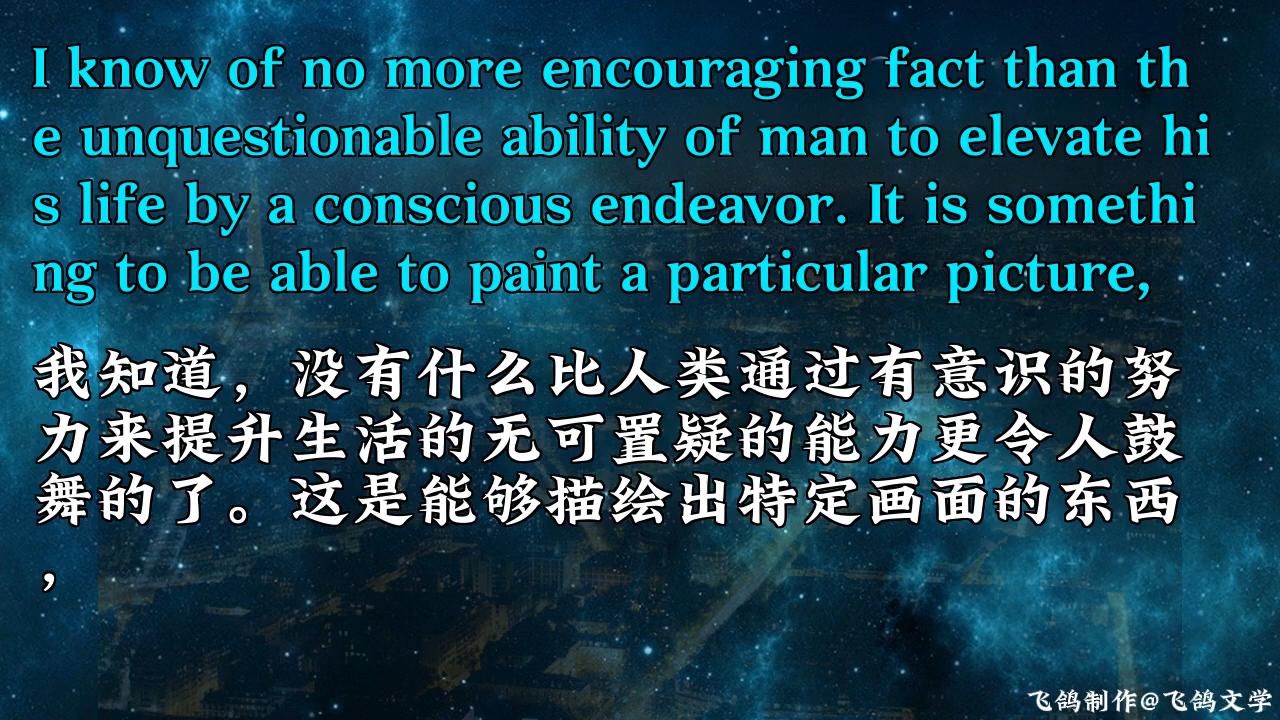 I know of no more encouraging fact than th
e unquestionable ability of man to elevate hi
s life by a conscious endeavor. It is somethi
ng to be able to paint a particular picture,
我知道，没有什么比人类通过有意识的努
力来提升生活的无可置疑的能力更令人鼓
舞的了。这是能够描绘出特定画面的东西
，
飞鸽制作@飞鸽文学